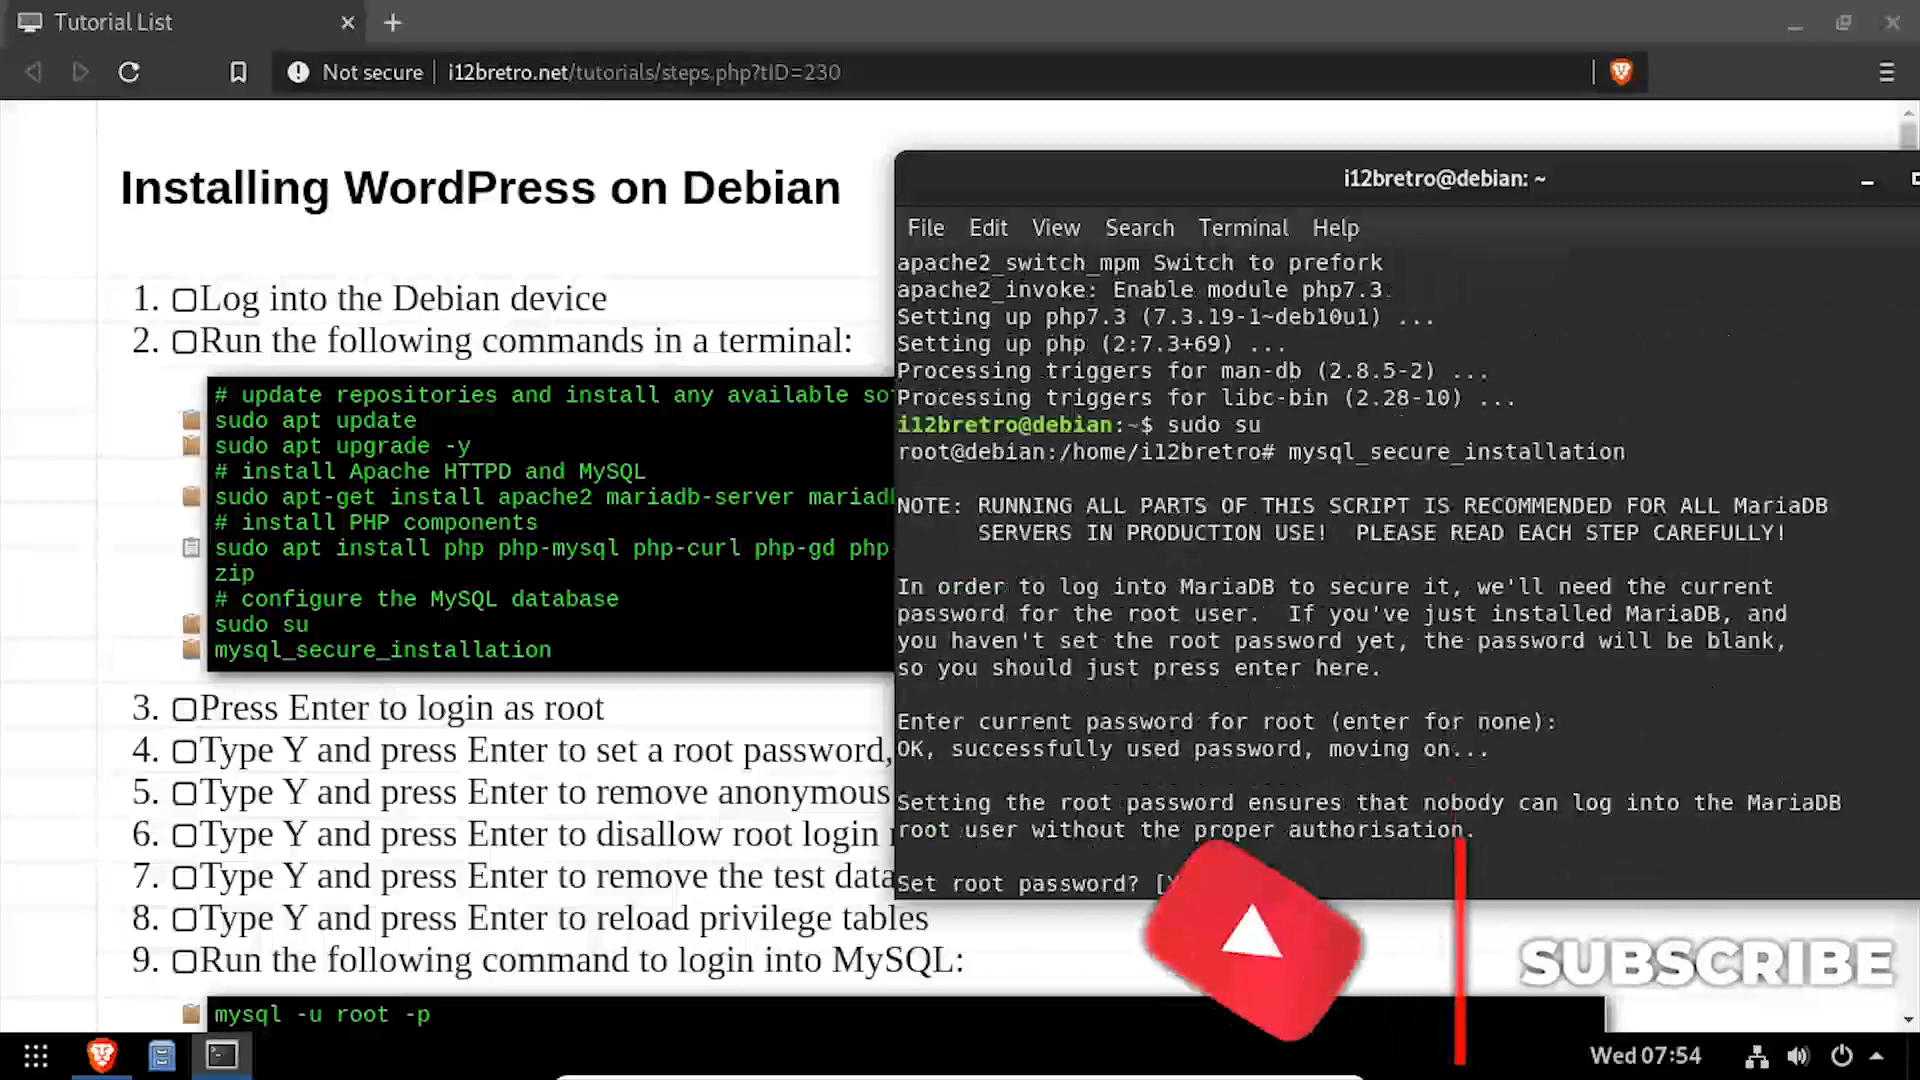 Tutorial List
Not secure
i12bretro.net/tutorials/steps.php?tID=230
Installing WordPress on Debian
1. Log into the Debian device
2. Run the following commands in a terminal:
# update repositories and install any available
sudo apt update
sudo apt upgrade -y
# install Apache HTTPD and MySQL
sudo apt-get install apache2 mariadb-server
# install PHP components
sudo apt install php php-mysql php-curl php-gd
zip
# configure the MySQL database
sudo su
mysql_secure_installation
3. Press Enter to login as root
4. Type Y and press Enter to set a root password,
5. Type Y and press Enter to remove anonymous
6. Type Y and press Enter to disallow root login
7. Type Y and press Enter to remove the test
8. Type Y and press Enter to reload privilege tables
9. Run the following command to login into MySQL:
mysql -u root -p
i12bretro@debian: ~
File Edit View Search Terminal Help
apache2_switch_mpm Switch to prefork
apache2_invoke: Enable module php7.3
Setting up php7.3 (7.3.19-1~deb10u1) ...
Setting up php (2:7.3+69) ...
Processing triggers for man-db (2.8.5-2) ...
Processing triggers for libc-bin (2.28-10) ...
i12bretro@debian:~$ sudo su
root@debian:/home/i12bretro# mysql_secure_installation
NOTE: RUNNING ALL PARTS OF THIS SCRIPT IS RECOMMENDED FOR ALL MariaDB
SERVERS IN PRODUCTION USE! PLEASE READ EACH STEP CAREFULLY!
In order to log into MariaDB to secure it, we'll need the current
password for the root user. If you've just installed MariaDB, and
you haven't set the root password yet, the password will be blank,
so you should just press enter here.
Enter current password for root (enter for none):
OK, successfully used password, moving on...
Setting the root password ensures that nobody can log into the MariaDB
root user without the proper authorisation.
Set root password?
SUBSCRIBE
Wed 07:54